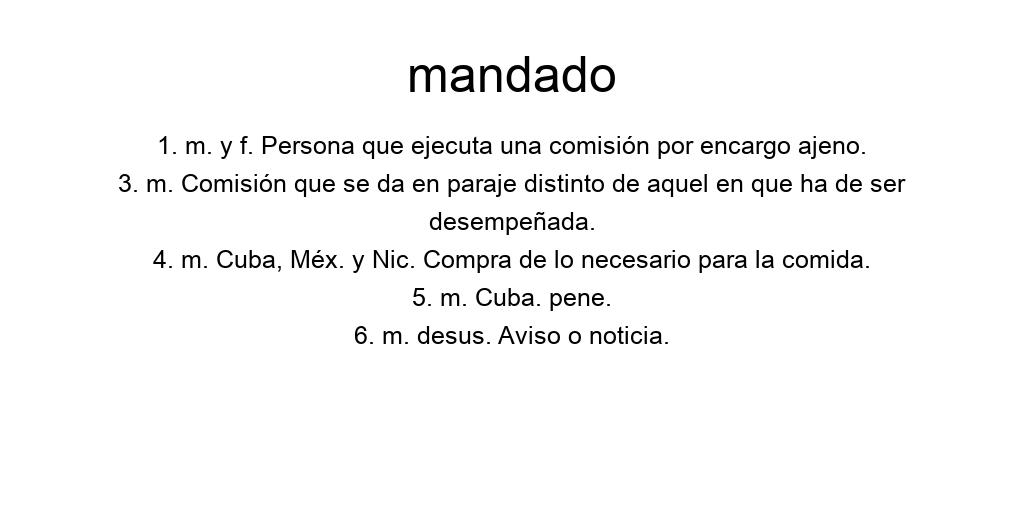 mandado
1. m. y f. Persona que ejecuta una comisión por encargo ajeno.
3. m. Comisión que se da en paraje distinto de aquel en que ha de ser
desempeñada.
4. m. Cuba, Méx. y Nic. Compra de lo necesario para la comida.
5. m. Cuba. pene.
6. m. desus. Aviso o noticia.